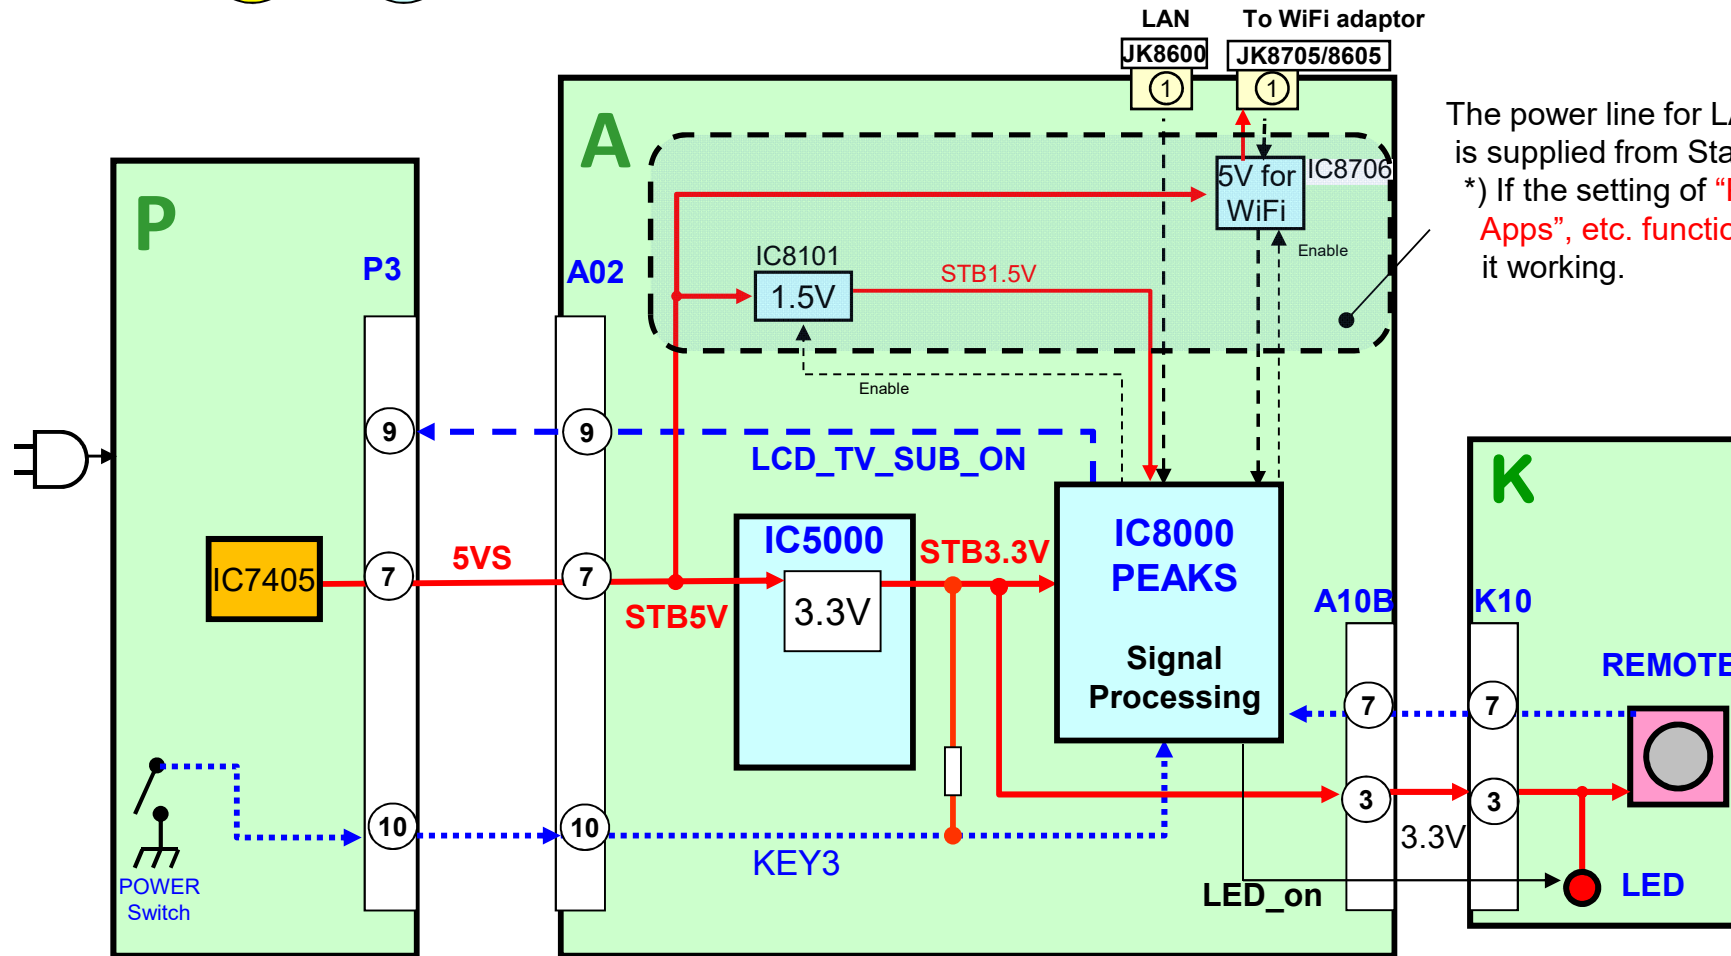 LAN
To WiFi adaptor
JK8600
JK8705/8605
1
1
The power line for
is supplied from
*) If the setting of
Apps”, etc.
it working.
A
IC8706
5V for
WiFi
Enable
P
P3
A02
IC8101
1.5V
STB1.5V
Enable
9
9
LCD_TV_SUB_ON
K
IC7405
7
5VS
7
STB5V
IC5000
3.3V
STB3.3V
IC8000
PEAKS
Signal
Processing
A10B
K10
REMOTE
7
7
3
3
3.3V
10
10
KEY3
POWER
Switch
LED_on
LED